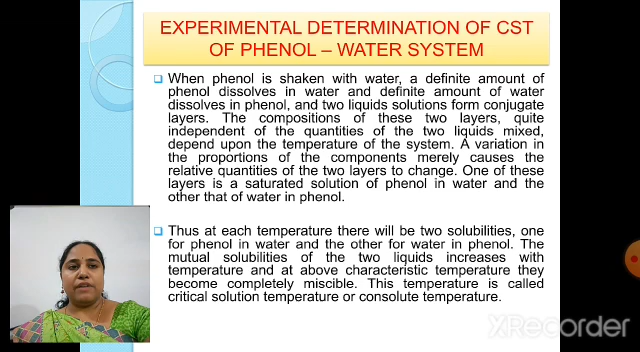 EXPERIMENTAL DETERMINATION OF CST
OF PHENOL – WATER SYSTEM
When phenol is shaken with water, a definite amount of
phenol dissolves in water and definite amount of water
dissolves in phenol, and two liquids solutions form conjugate
layers. The compositions of these two layers, quite
independent of the quantities of the two liquids mixed,
depend upon the temperature of the system. A variation in
the proportions of the components merely causes the
relative quantities of the two layers to change. One of these
layers is a saturated solution of phenol in water and the
other that of water in phenol.
Thus at each temperature there will be two solubilities, one
for phenol in water and the other for water in phenol. The
mutual solubilities of the two liquids increases with
temperature and at above characteristic temperature they
become completely miscible. This temperature is called
critical solution temperature or consolute temperature.
XRecorder